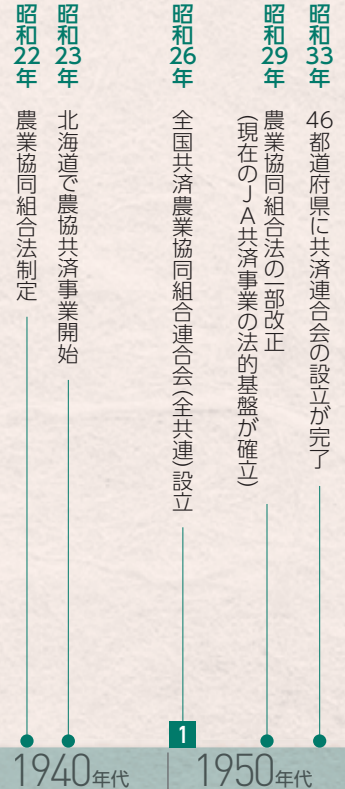 昭和22年
農業協同組合法制定
昭和23年
北海道で農協共済事業開始
昭和26年
全国共済農業協同組合連合会（全共連）設立
昭和29年
農業協同組合法の一部改正
（現在のJA共済事業の法的基盤が確立）
昭和33年
46都道府県に共済連合会の設立が完了
1
1940年代
1950年代